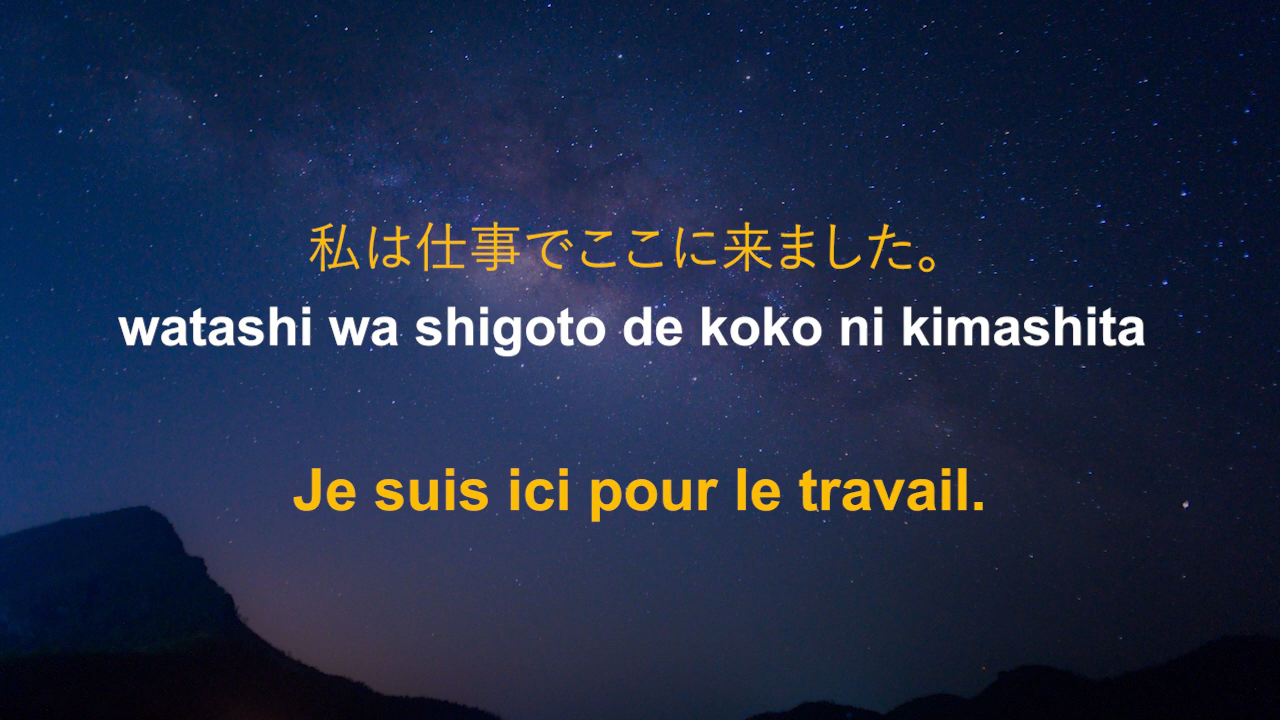 私は仕事でここに来ました。
watashi wa shigoto de koko ni kimashita
Je suis ici pour le travail.